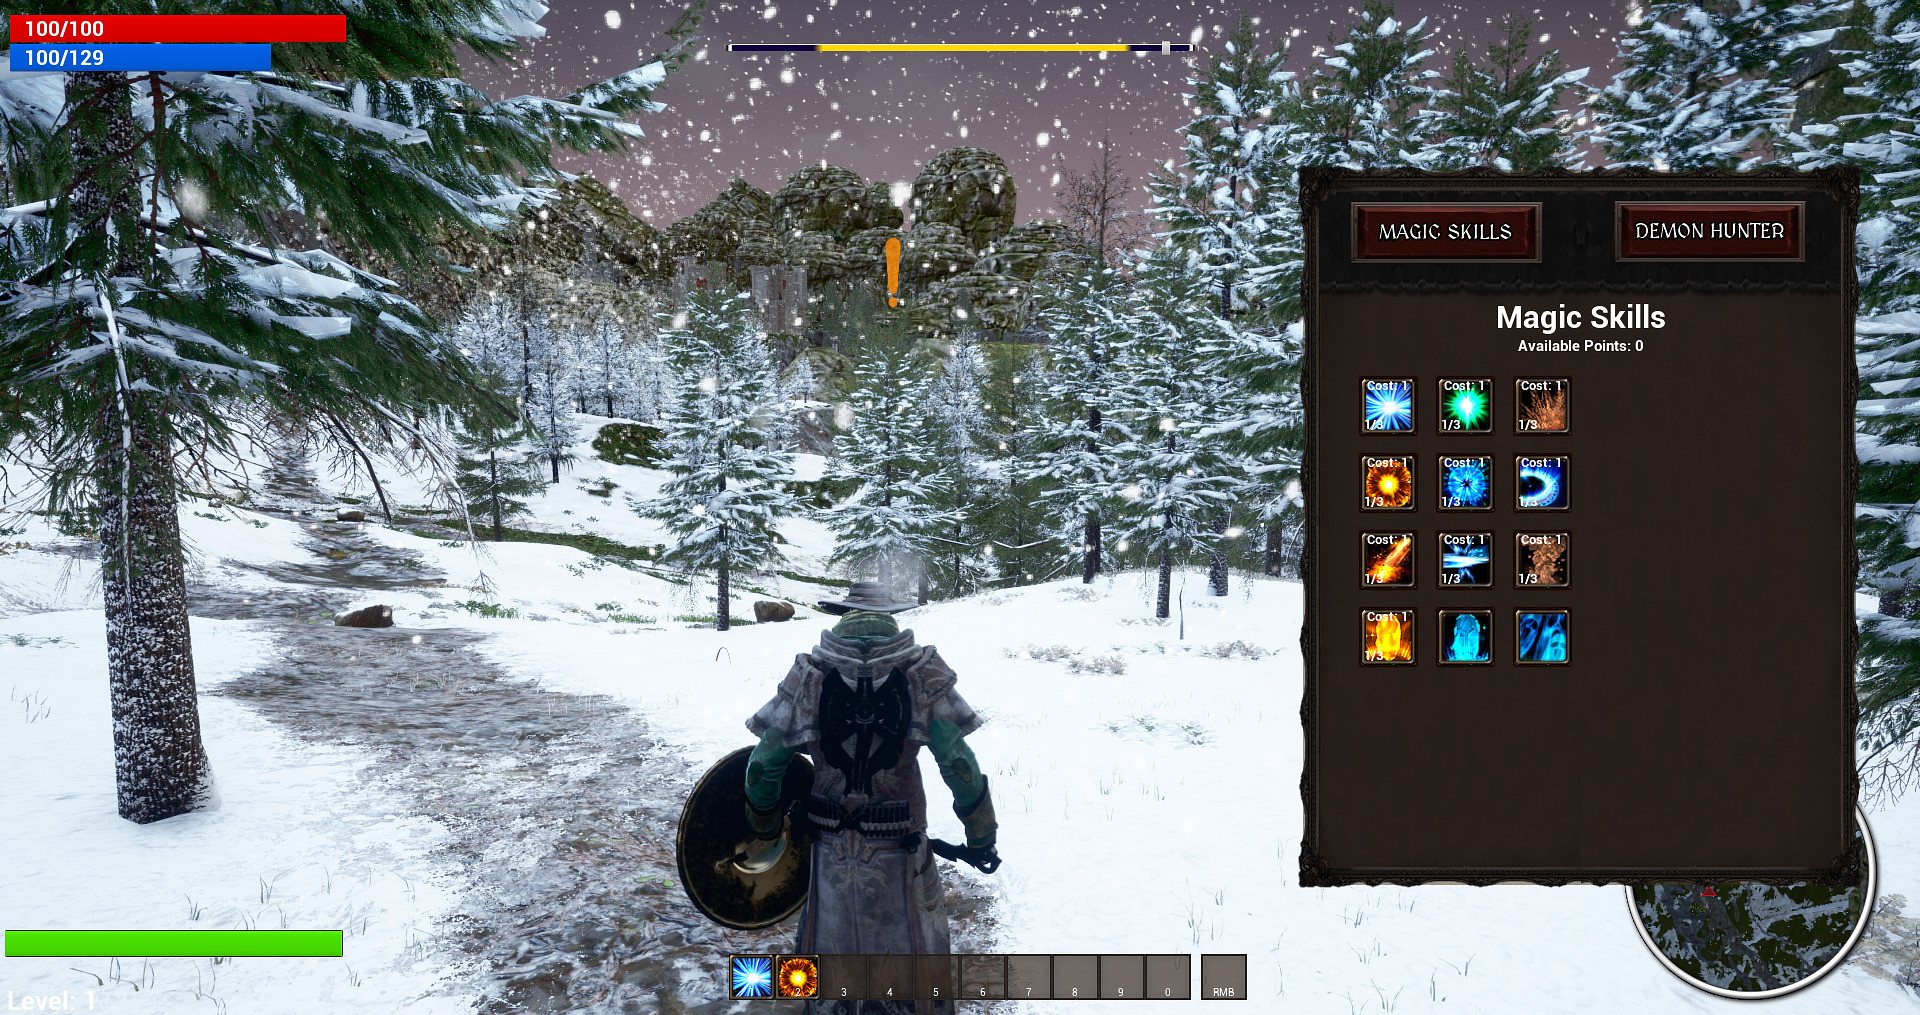 100/100
100/129
MAGIC SKILLS
DEMON HUNTER
Magic Skills
Available Points: 0
Cost: 1
1/3
Cost: 1
1/3
Cost: 1
1/3
Cost: 1
1/3
Cost: 1
1/3
Cost: 1
1/3
Cost: 1
1/3
Cost: 1
1/3
Cost: 1
1/3
Cost: 1
1/3
Level: 1
2
3
4
5
6
7
8
9
0
RMB